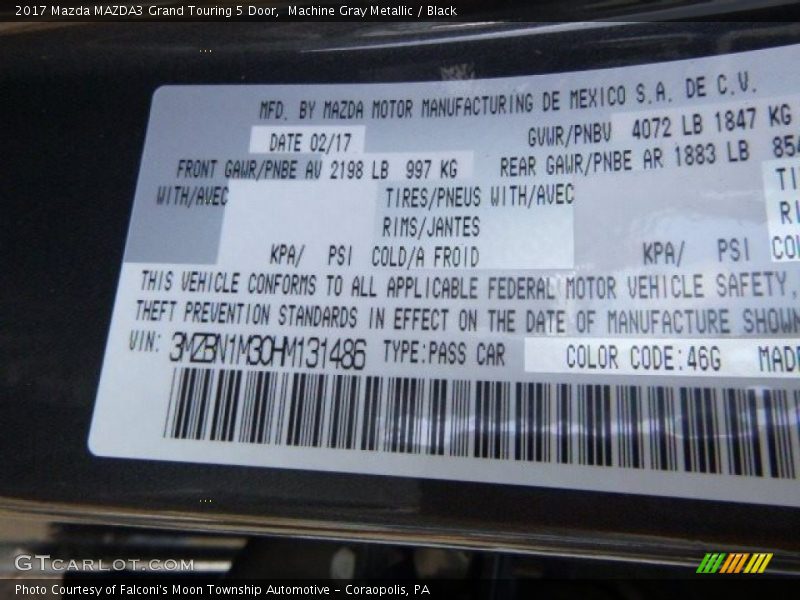 2017 Mazda MAZDA3 Grand Touring 5 Door, Machine Gray Metallic / Black
MFD. BY MAZDA MOTOR MANUFACTURING DE MEXICO S.A. DE C.V.
DATE 02/17 GVWR/PNBV 4072 LB 1847 KG
FRONT GAWR/PNBE AV 2198 LB 997 KG REAR GAWR/PNBE AR 1883 LB 854
WITH/AVEC TIRES/PNEUS WITH/AVEC TI
RIMS/JANTES RI
KPA/ PSI COLD/A FROID KPA/ PSI COL
THIS VEHICLE CONFORMS TO ALL APPLICABLE FEDERAL MOTOR VEHICLE SAFETY,
THEFT PREVENTION STANDARDS IN EFFECT ON THE DATE OF MANUFACTURE SHOWN
VIN: 3MZBN1M30HM131486 TYPE:PASS CAR COLOR CODE:46G MADE
GTCARLOT.COM
Photo Courtesy of Falconi's Moon Township Automotive - Coraopolis, PA